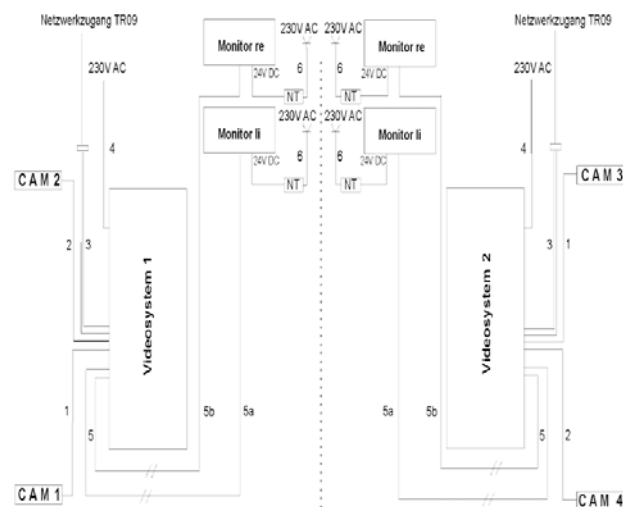 Netzwerkzugang TR09
230V AC
4
CAM 2
2
3
Videosystem 1
1
5
CAM 1
5b
5a
Monitor re
24V DC
NT
6
230V AC
Monitor li
24V DC
NT
6
230V AC
230V AC
6
NT
24V DC
Monitor re
230V AC
6
NT
24V DC
Monitor li
Netzwerkzugang TR09
230V AC
4
CAM 3
3
1
Videosystem 2
5a
5b
5
2
CAM 4